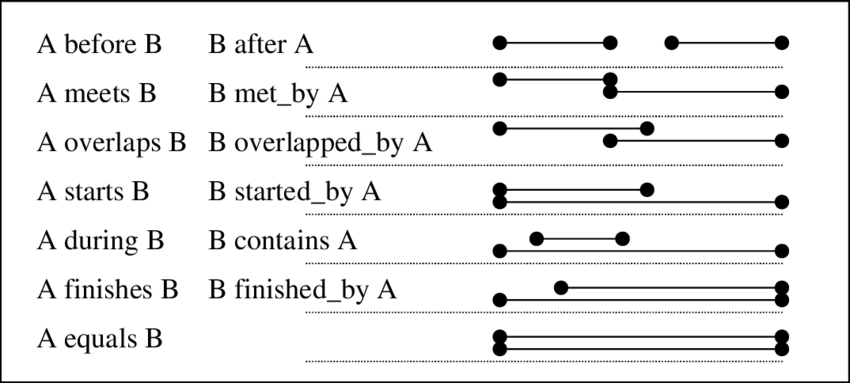 A before B B after A
A meets B B met_by A
A overlaps B B overlapped_by A
A starts B B started_by A
A during B B contains A
A finishes B B finished_by A
A equals B